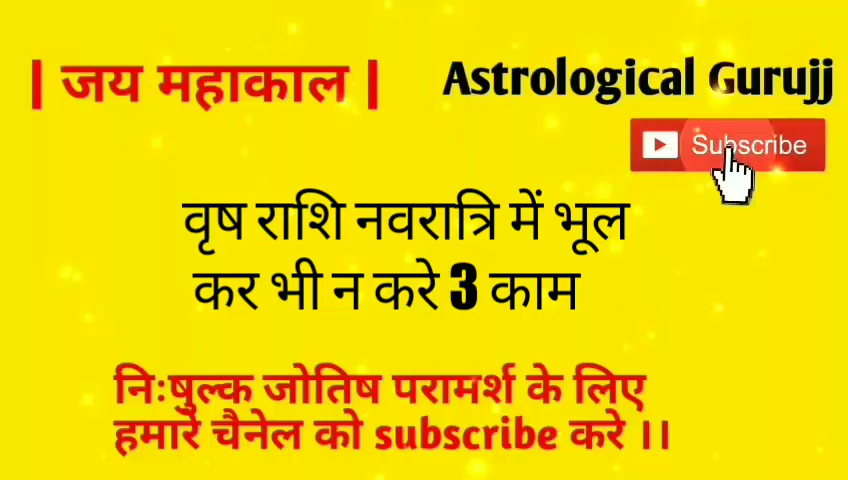 | जय महाकाल |
Astrological Gurujj
Subscribe
वृष राशि नवरात्रि में भूल
कर भी न करे 3 काम
निःषुल्क जोतिष परामर्श के लिए
हमारे चैनेल को subscribe करे ।।